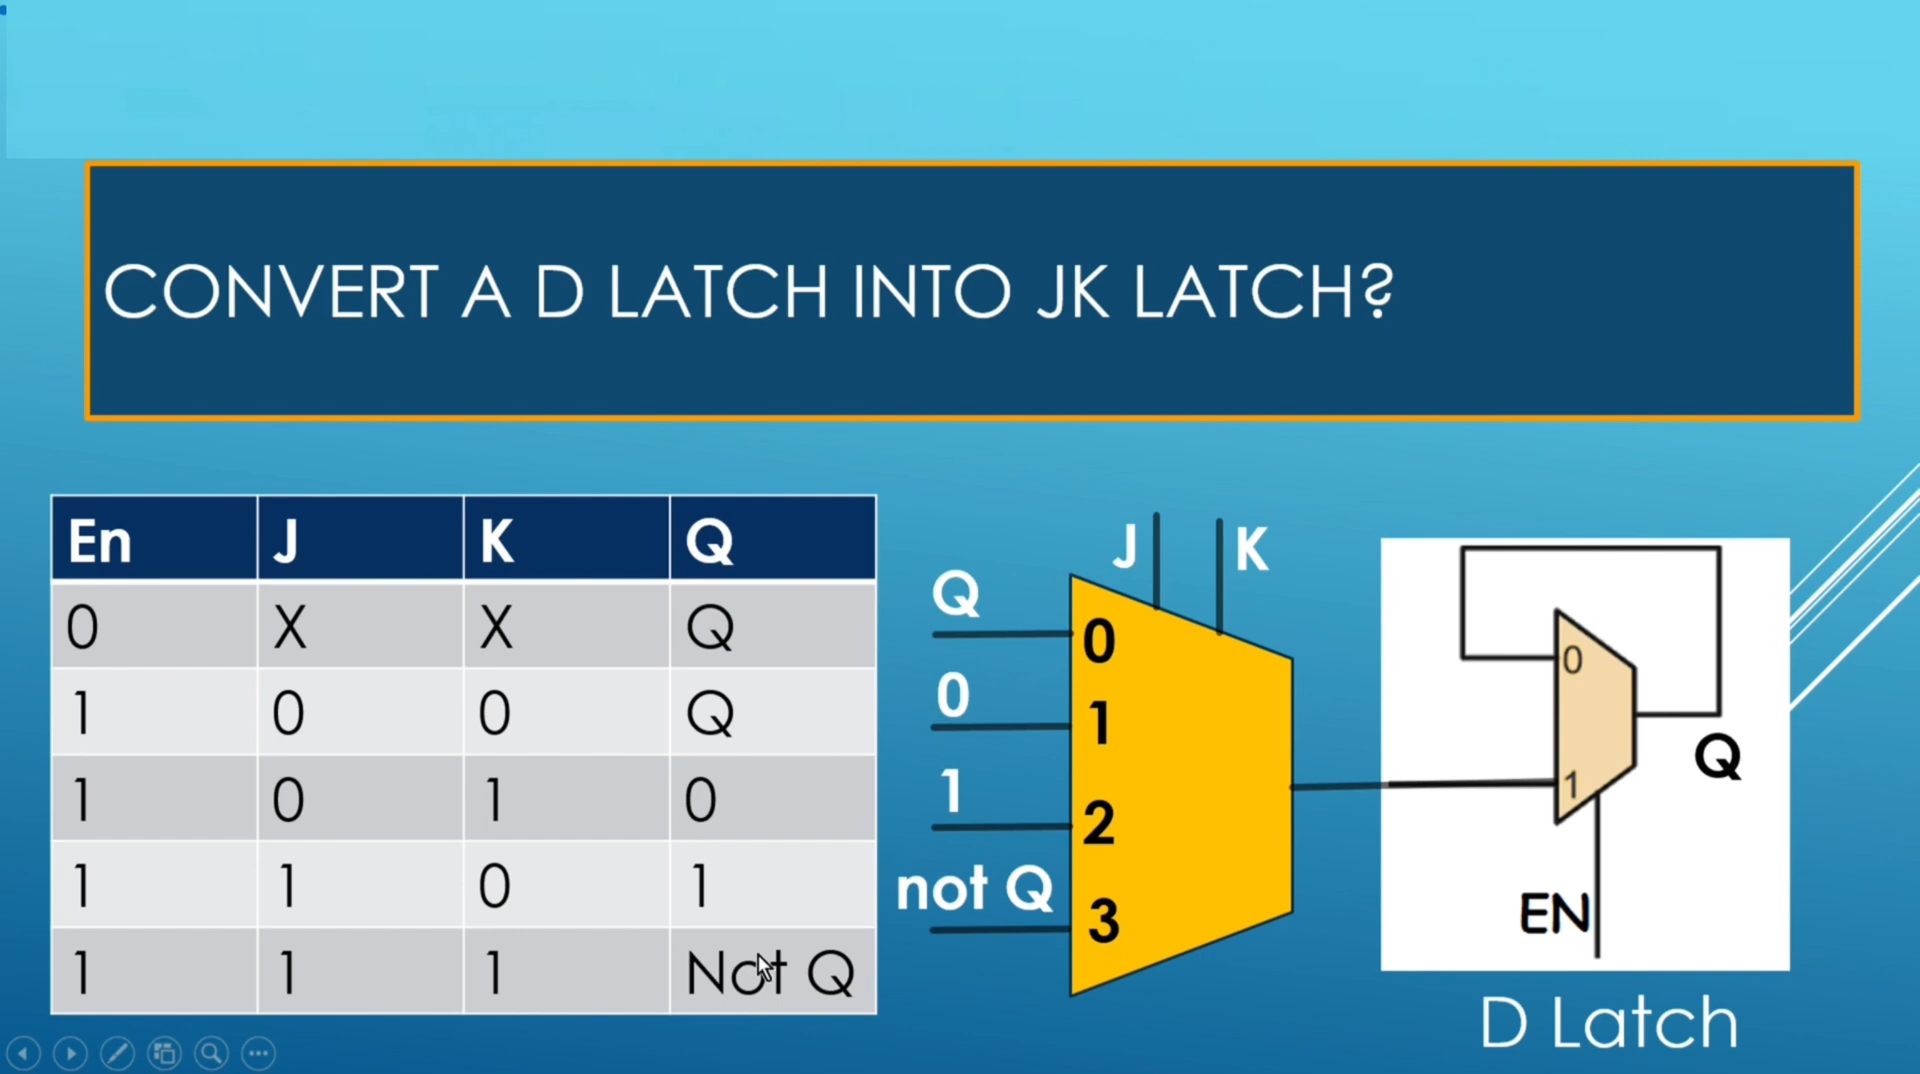 CONVERT A D LATCH INTO JK LATCH?
En J K Q
0 X X Q
1 0 0 Q
1 0 1 0
1 1 0 1
1 1 1 Not Q
J K
Q 0
0 1
1 2
not Q 3
0
1
Q
EN
D Latch